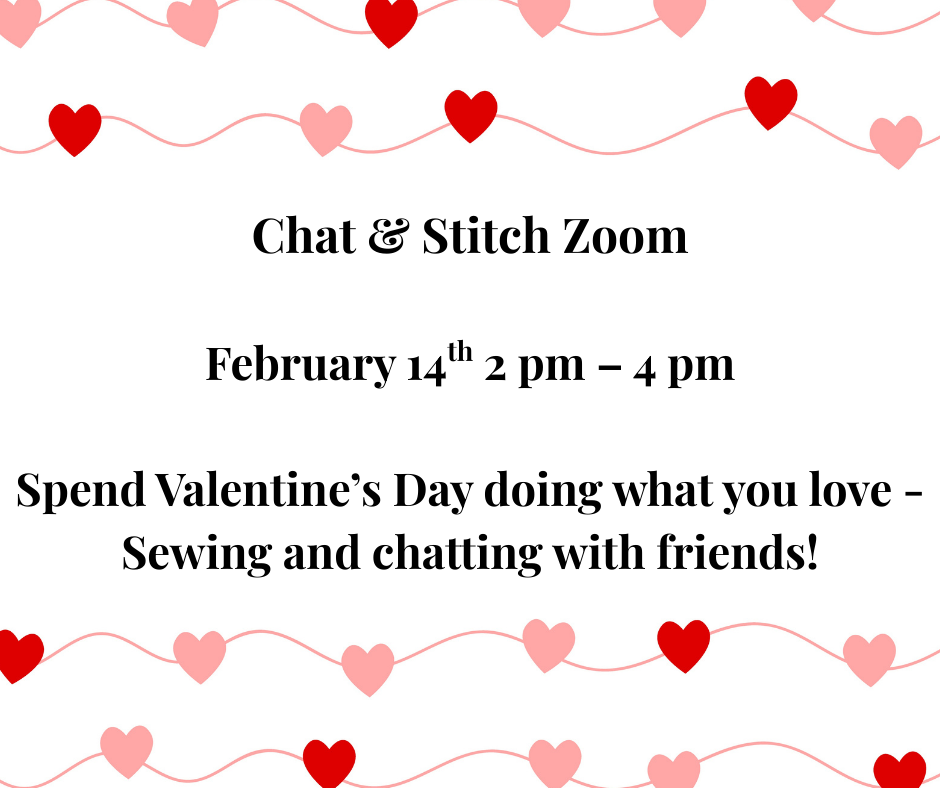 Chat & Stitch Zoom
February 14th 2 pm – 4 pm
Spend Valentine’s Day doing what you love -
Sewing and chatting with friends!